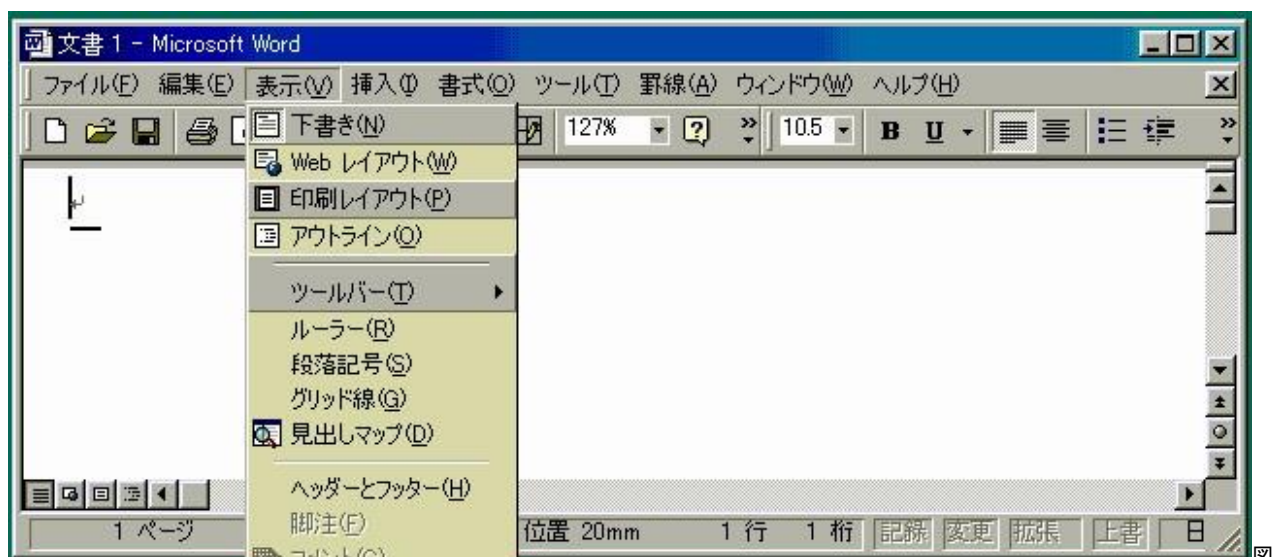 文書 1 - Microsoft Word
ファイル(F) 編集(E) 表示(V) 挿入(I) 書式(O) ツール(T) 罫線(A) ウィンドウ(W) ヘルプ(H)
127% 10.5 B U
下書き(N)
Web レイアウト(W)
印刷レイアウト(P)
アウトライン(O)
ツールバー(T)
ルーラー(R)
段落記号(S)
グリッド線(G)
見出しマップ(D)
ヘッダーとフッター(H)
脚注(F)
コメント(C)
1 ページ 位置 20mm 1 行 1 桁 記録 変更 拡張 上書 日
図